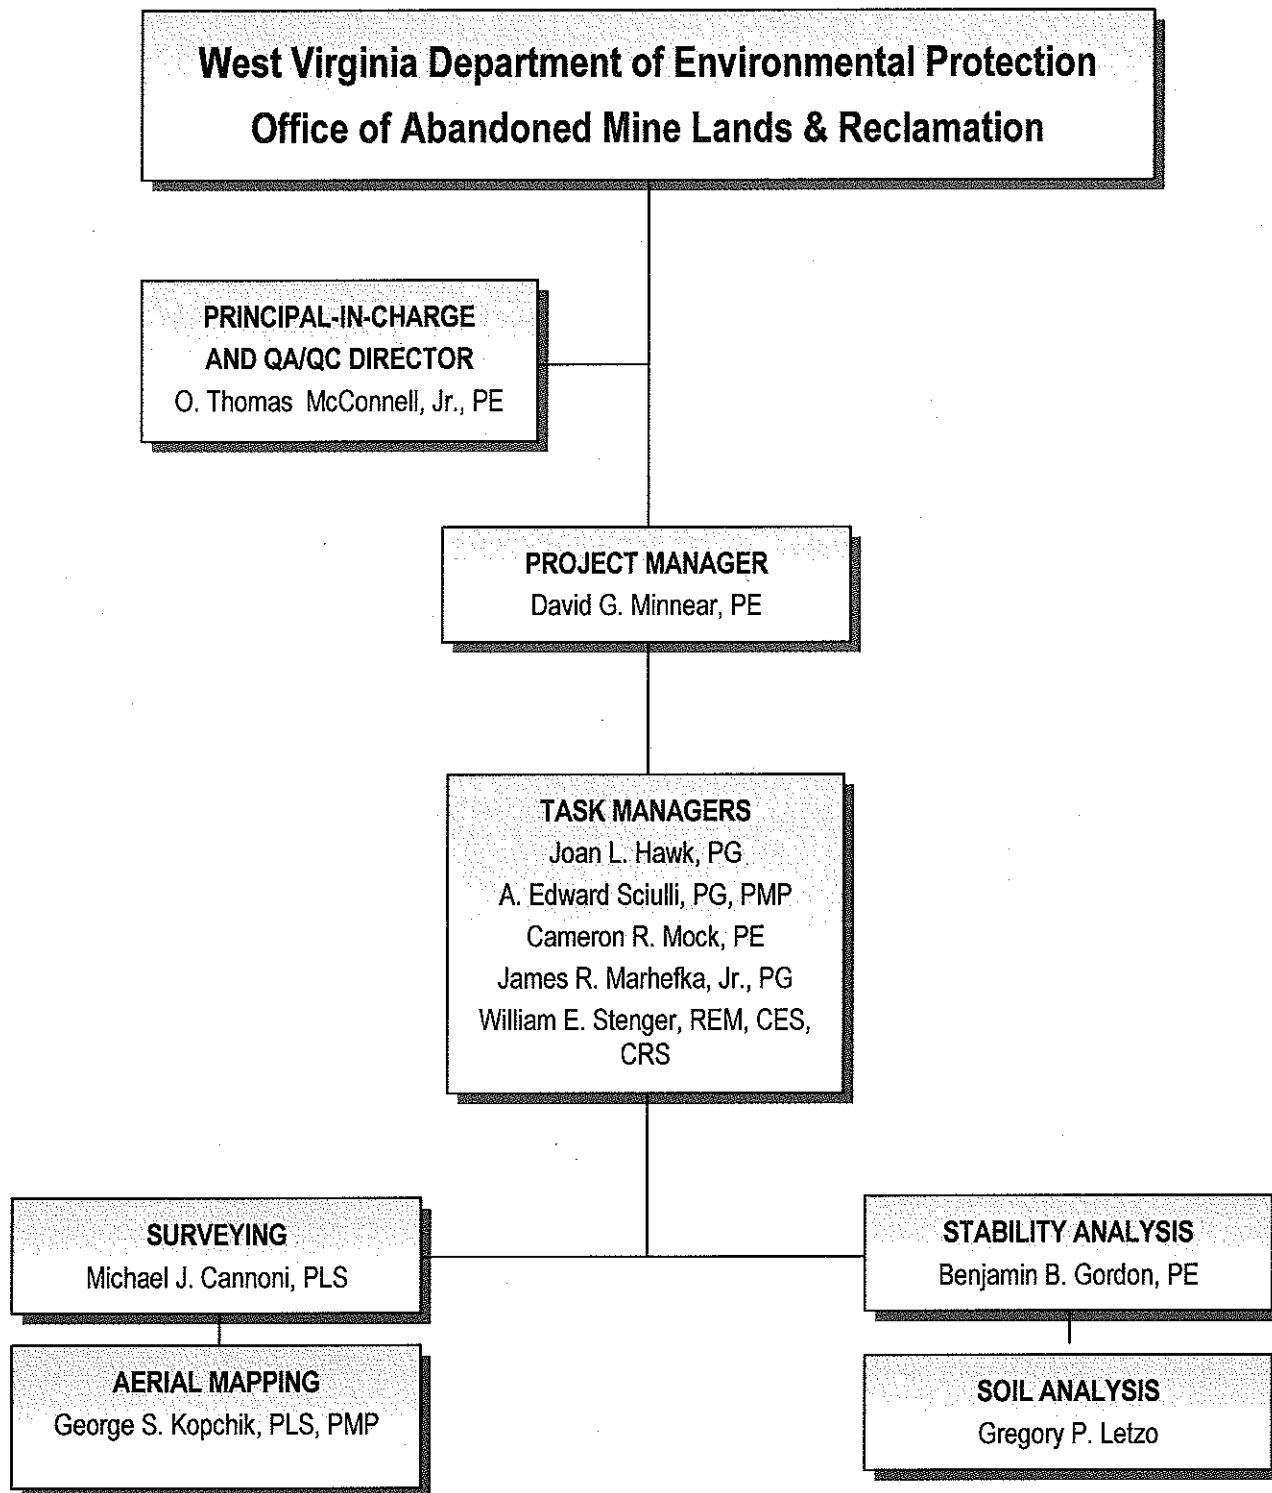 West Virginia Department of Environmental Protection
Office of Abandoned Mine Lands & Reclamation
PRINCIPAL-IN-CHARGE
AND QA/QC DIRECTOR
O. Thomas McConnell, Jr., PE
PROJECT MANAGER
David G. Minnear, PE
TASK MANAGERS
Joan L. Hawk, PG
A. Edward Sciulli, PG, PMP
Cameron R. Mock, PE
James R. Marhefka, Jr., PG
William E. Stenger, REM, CES,
CRS
SURVEYING
Michael J. Cannoni, PLS
STABILITY ANALYSIS
Benjamin B. Gordon, PE
AERIAL MAPPING
George S. Kopchik, PLS, PMP
SOIL ANALYSIS
Gregory P. Letzo